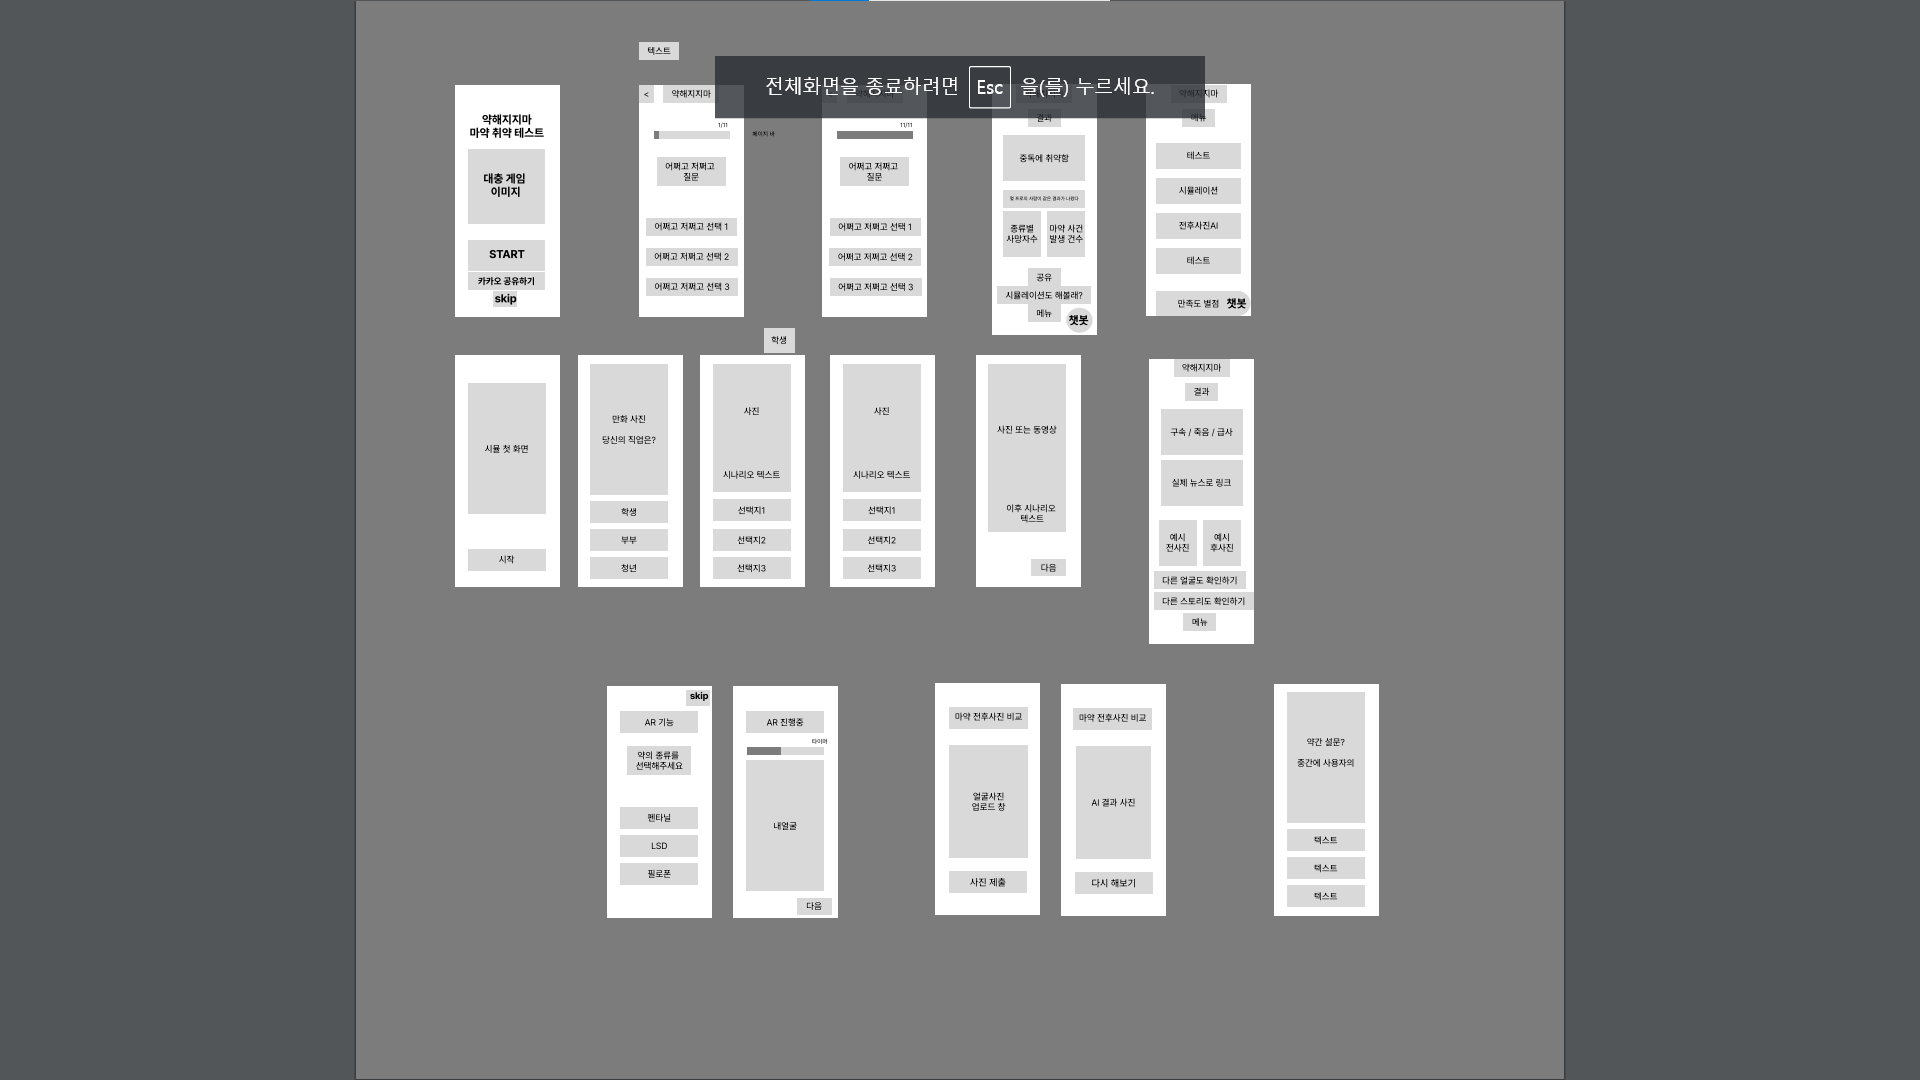 텍스트
전체화면을 종료하려면 Esc 을(를) 누르세요.
약해지지마
마약 취약 테스트
대충 게임
이미지
START
카카오 공유하기
skip
<
약해지지마
1/11
페이지 바
어쩌고 저쩌고
질문
어쩌고 저쩌고 선택 1
어쩌고 저쩌고 선택 2
어쩌고 저쩌고 선택 3
11/11
어쩌고 저쩌고
질문
어쩌고 저쩌고 선택 1
어쩌고 저쩌고 선택 2
어쩌고 저쩌고 선택 3
결과
중독에 취약함
몇 프로의 사람이 같은 결과가 나왔다
종류별
사망자수
마약 사건
발생 건수
공유
시뮬레이션도 해볼래?
메뉴
챗봇
약해지지마
메뉴
테스트
시뮬레이션
전후사진AI
테스트
만족도 별점
챗봇
학생
시뮬 첫 화면
시작
만화 사진
당신의 직업은?
학생
부부
청년
사진
시나리오 텍스트
선택지1
선택지2
선택지3
사진
시나리오 텍스트
선택지1
선택지2
선택지3
사진 또는 동영상
이후 시나리오
텍스트
다음
약해지지마
결과
구속 / 죽음 / 급사
실제 뉴스로 링크
예시
전사진
예시
후사진
다른 얼굴도 확인하기
다른 스토리도 확인하기
메뉴
skip
AR 기능
약의 종류를
선택해주세요
펜타닐
LSD
필로폰
AR 진행중
타이머
내얼굴
다음
마약 전후사진 비교
얼굴사진
업로드 창
사진 제출
마약 전후사진 비교
AI 결과 사진
다시 해보기
약간 설문?
중간에 사용자의
텍스트
텍스트
텍스트